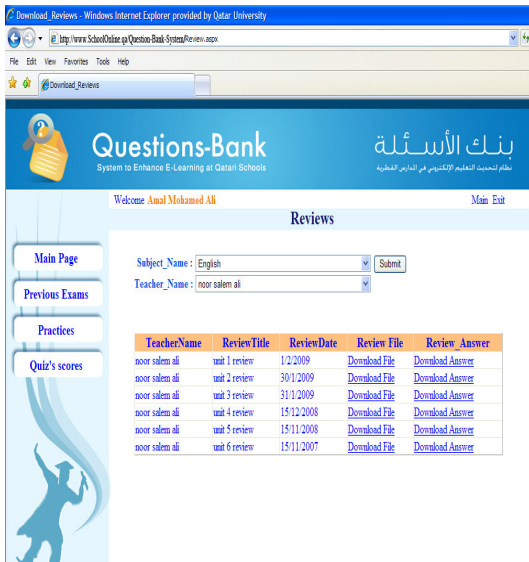 Download_Reviews - Windows Internet Explorer provided by Qatar University
http://www.SchoolOnline.qa/Question-Bank-System/Review.aspx
File Edit View Favorites Tools Help
Download_Reviews
Questions-Bank
System to Enhance E-Learning at Qatari Schools
بنك الأسئلة
نظام لتحديث التعليم الإلكتروني في المدارس القطرية
Welcome Amal Mohamed Ali
Main Exit
Reviews
Main Page
Previous Exams
Practices
Quiz's scores
Subject_Name : English Submit
Teacher_Name : noor salem ali
TeacherName ReviewTitle ReviewDate Review File Review_Answer
noor salem ali unit 1 review 1/2/2009 Download File Download Answer
noor salem ali unit 2 review 30/1/2009 Download File Download Answer
noor salem ali unit 3 review 31/1/2009 Download File Download Answer
noor salem ali unit 4 review 15/12/2008 Download File Download Answer
noor salem ali unit 5 review 15/11/2008 Download File Download Answer
noor salem ali unit 6 review 15/11/2007 Download File Download Answer